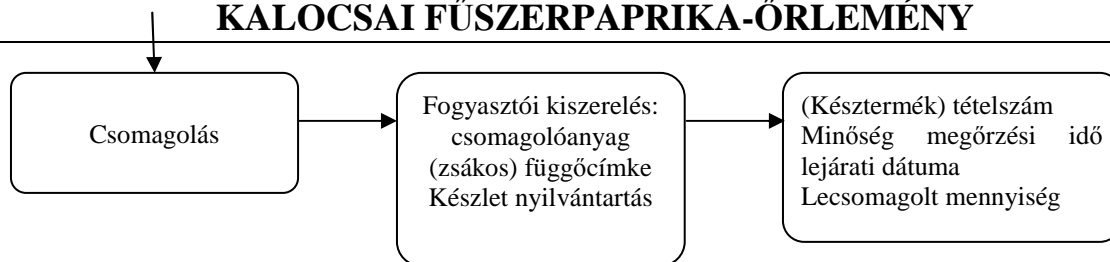 KALOCSAI FŰSZERPAPRIKA-ŐRLEMÉNY
Csomagolás
Fogyasztói kiszerelés:
csomagolóanyag
(zsákos) függőcímke
Készlet nyilvántartás
(Késztermék) tételszám
Minőség megőrzési idő
lejárati dátuma
Lecsomagolt mennyiség